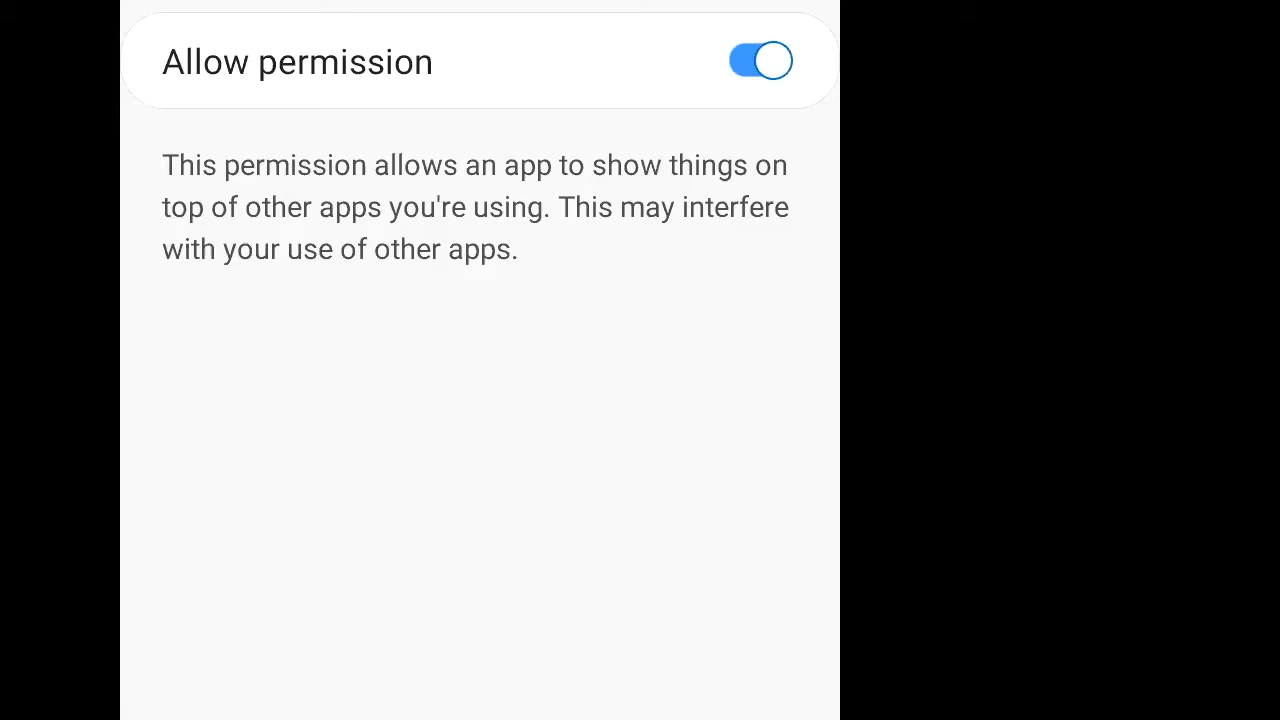 Allow permission
This permission allows an app to show things on
top of other apps you're using. This may interfere
with your use of other apps.